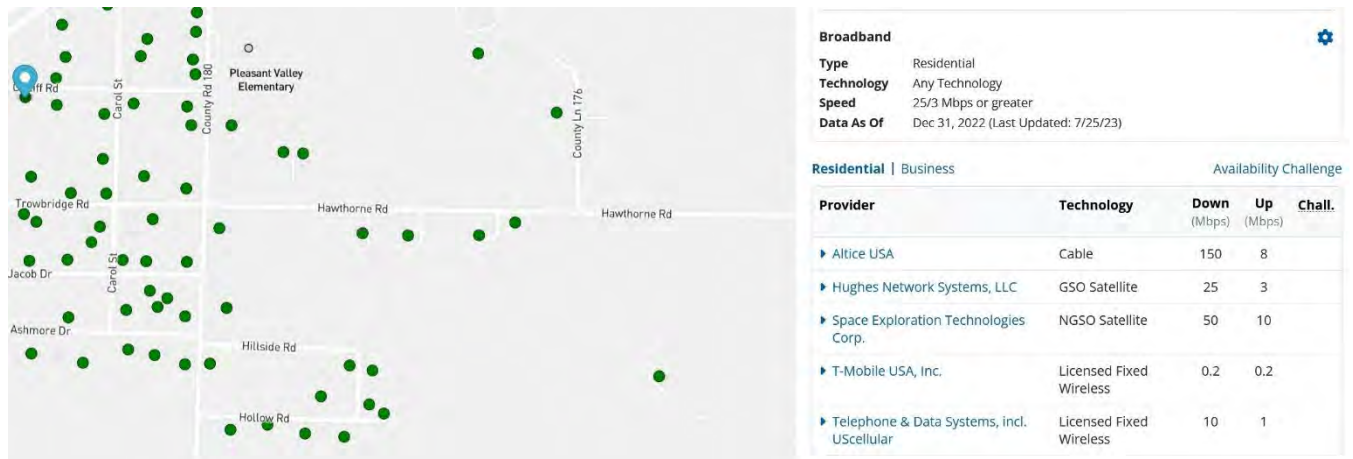 Pleasant Valley
Elementary
Carol St
County Rd 180
County Ln 176
Trowbridge Rd
Hawthorne Rd
Hawthorne Rd
Jacob Dr
Carol St
Ashmore Dr
Hillside Rd
Hollow Rd
Broadband
Type Residential
Technology Any Technology
Speed 25/3 Mbps or greater
Data As Of Dec 31, 2022 (Last Updated: 7/25/23)
Residential | Business Availability Challenge
Provider Technology Down Up Chall.
(Mbps) (Mbps)
Altice USA Cable 150 8
Hughes Network Systems, LLC GSO Satellite 25 3
Space Exploration Technologies NGSO Satellite 50 10
Corp.
T-Mobile USA, Inc. Licensed Fixed 0.2 0.2
Wireless
Telephone & Data Systems, incl. Licensed Fixed 10 1
UScellular Wireless